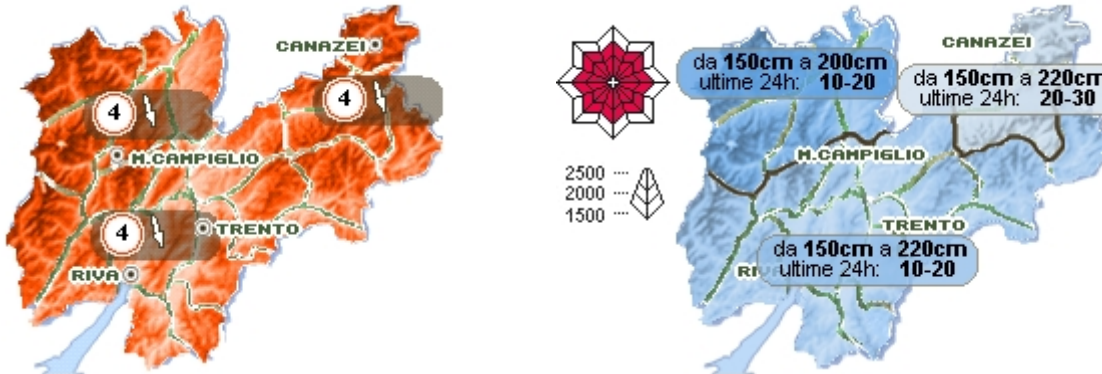 CANAZEI
4
4
M.CAMPIGLIO
4
TRENTO
RIVA
CANAZEI
da 150cm a 200cm
ultime 24h: 10-20
da 150cm a 220cm
ultime 24h: 20-30
M.CAMPIGLIO
2500
2000
1500
TRENTO
da 150cm a 220cm
RI
ultime 24h: 10-20